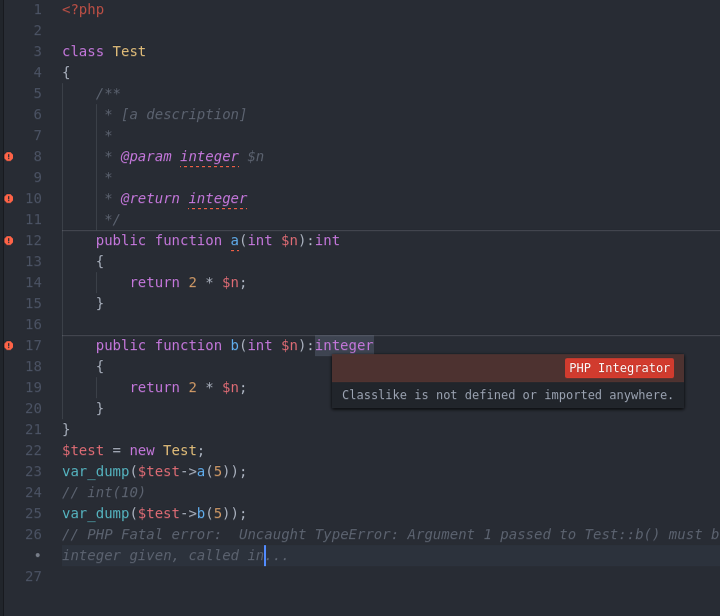 1 <?php
2
3 class Test
4 {
5     /**
6      * [a description]
7      *
8      * @param integer $n
9      *
10      * @return integer
11      */
12     public function a(int $n):int
13     {
14         return 2 * $n;
15     }
16
17     public function b(int $n):integer
PHP Integrator
18     {
Classlike is not defined or imported anywhere.
19         return 2 * $n;
20     }
21 }
22 $test = new Test;
23 var_dump($test->a(5));
24 // int(10)
25 var_dump($test->b(5));
26 // PHP Fatal error:  Uncaught TypeError: Argument 1 passed to Test::b() must b
• integer given, called in...
27